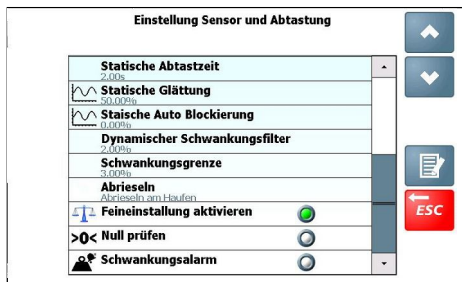 Einstellung Sensor und Abtastung
Statische Abtastzeit
2.00s
Statische Glättung
50.00%
Staische Auto Blockierung
0.00%
Dynamischer Schwankungsfilter
2.00%
Schwankungsgrenze
3.00%
Abrieseln
Abrieseln am Haufen
Feineinstellung aktivieren
>0< Null prüfen
Schwankungsalarm
ESC